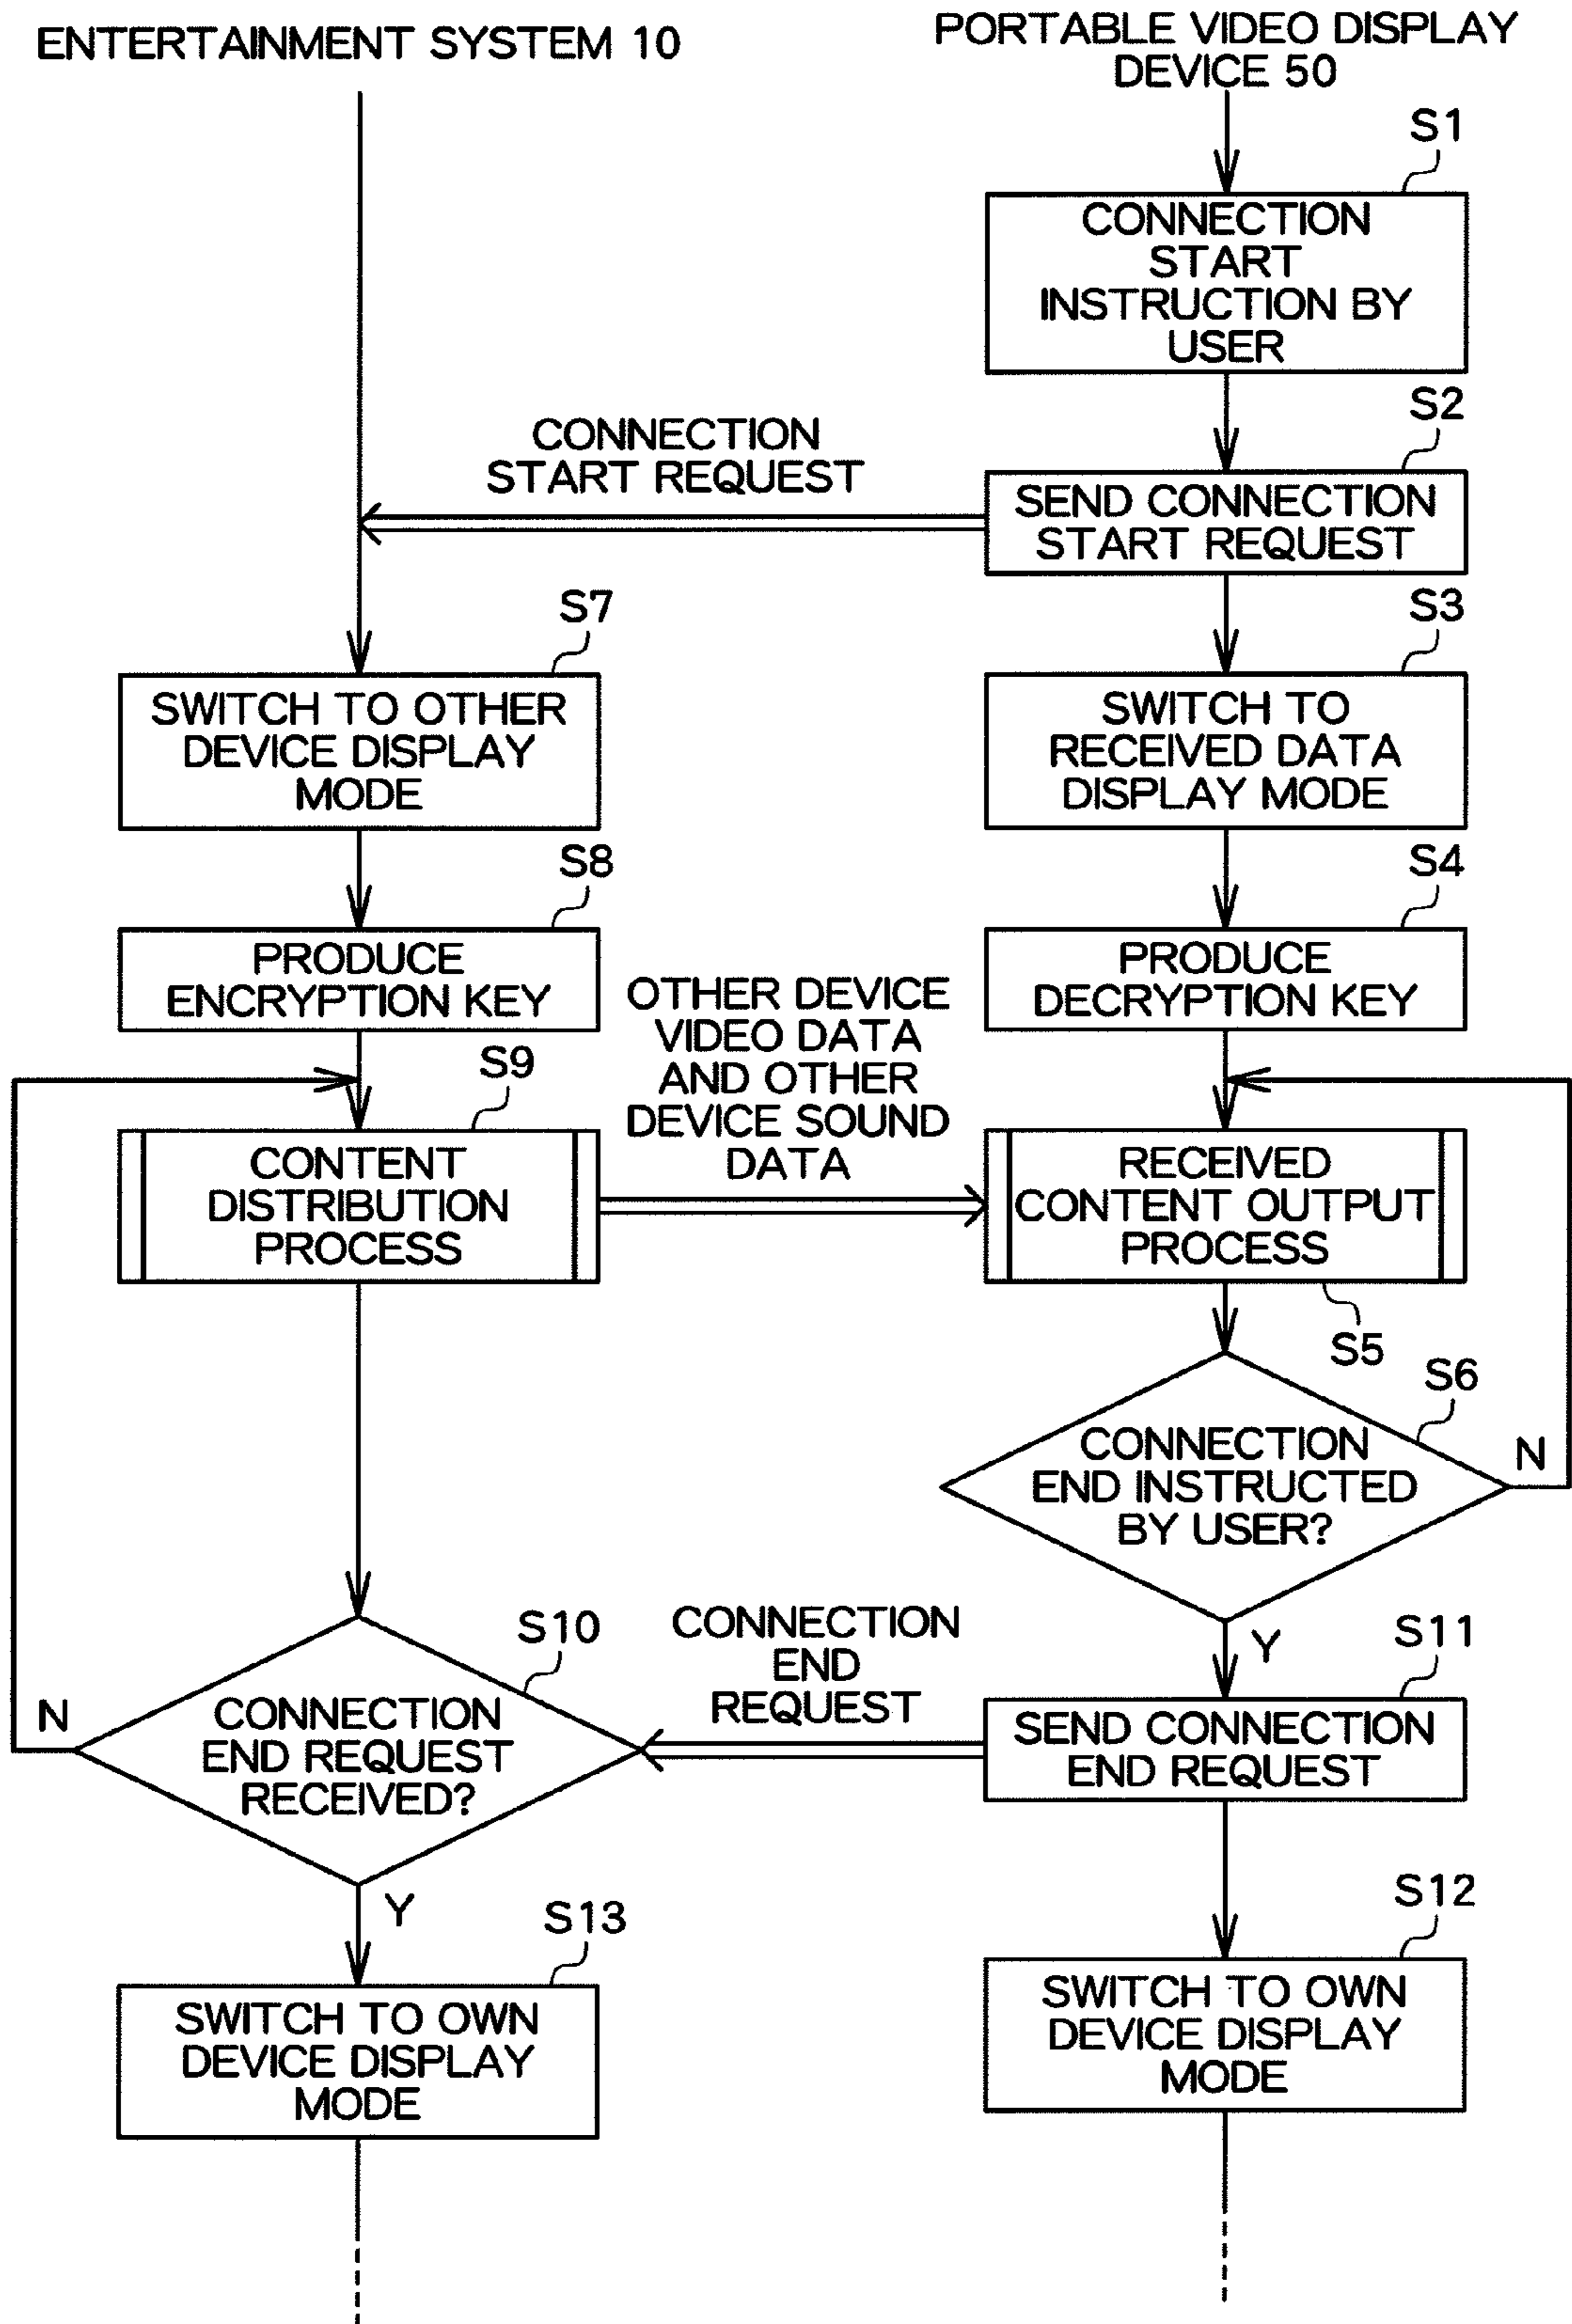 ENTERTAINMENT SYSTEM 10
PORTABLE VIDEO DISPLAY
DEVICE 50
S1
CONNECTION
START
INSTRUCTION BY
USER
S2
CONNECTION
START REQUEST
SEND CONNECTION
START REQUEST
S7
S3
SWITCH TO OTHER
DEVICE DISPLAY
MODE
SWITCH TO
RECEIVED DATA
DISPLAY MODE
S8
S4
PRODUCE
ENCRYPTION KEY
PRODUCE
DECRYPTION KEY
OTHER DEVICE
VIDEO DATA
AND OTHER
DEVICE SOUND
DATA
S9
CONTENT
DISTRIBUTION
PROCESS
RECEIVED
CONTENT OUTPUT
PROCESS
S5
S6
CONNECTION
END INSTRUCTED
BY USER?
N
Y
S10
CONNECTION
END
REQUEST
S11
N
CONNECTION
END REQUEST
RECEIVED?
SEND CONNECTION
END REQUEST
Y
S13
S12
SWITCH TO OWN
DEVICE DISPLAY
MODE
SWITCH TO OWN
DEVICE DISPLAY
MODE